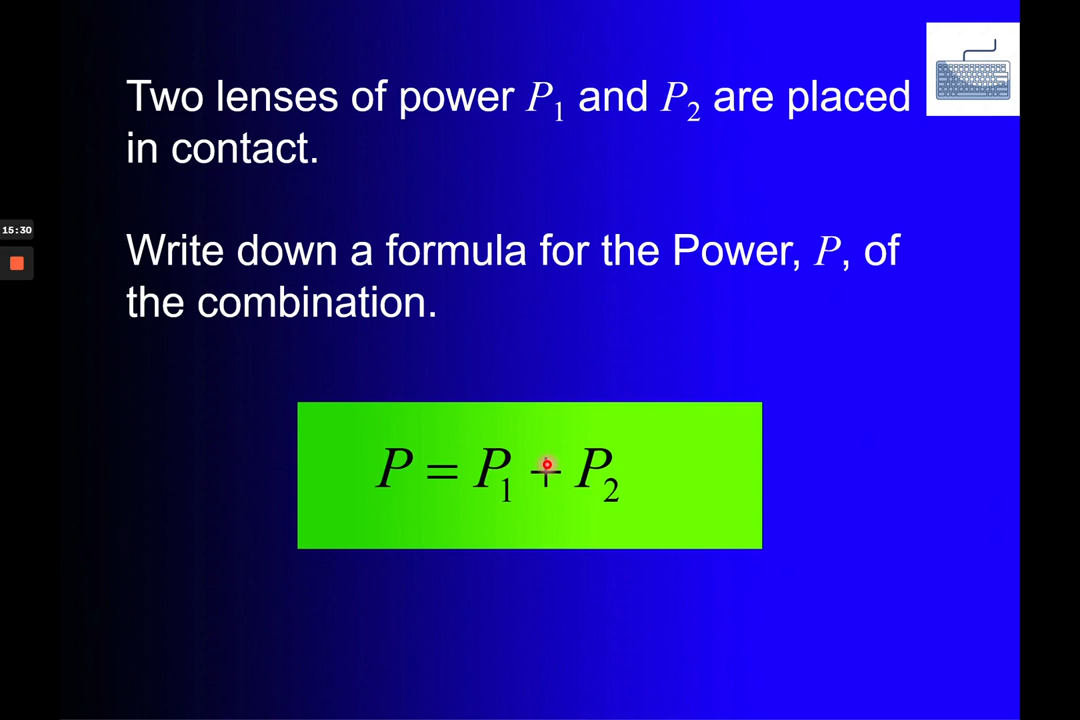 Two lenses of power P₁ and P₂ are placed
in contact.
15:30
Write down a formula for the Power, P, of
the combination.
P = P₁ + P₂